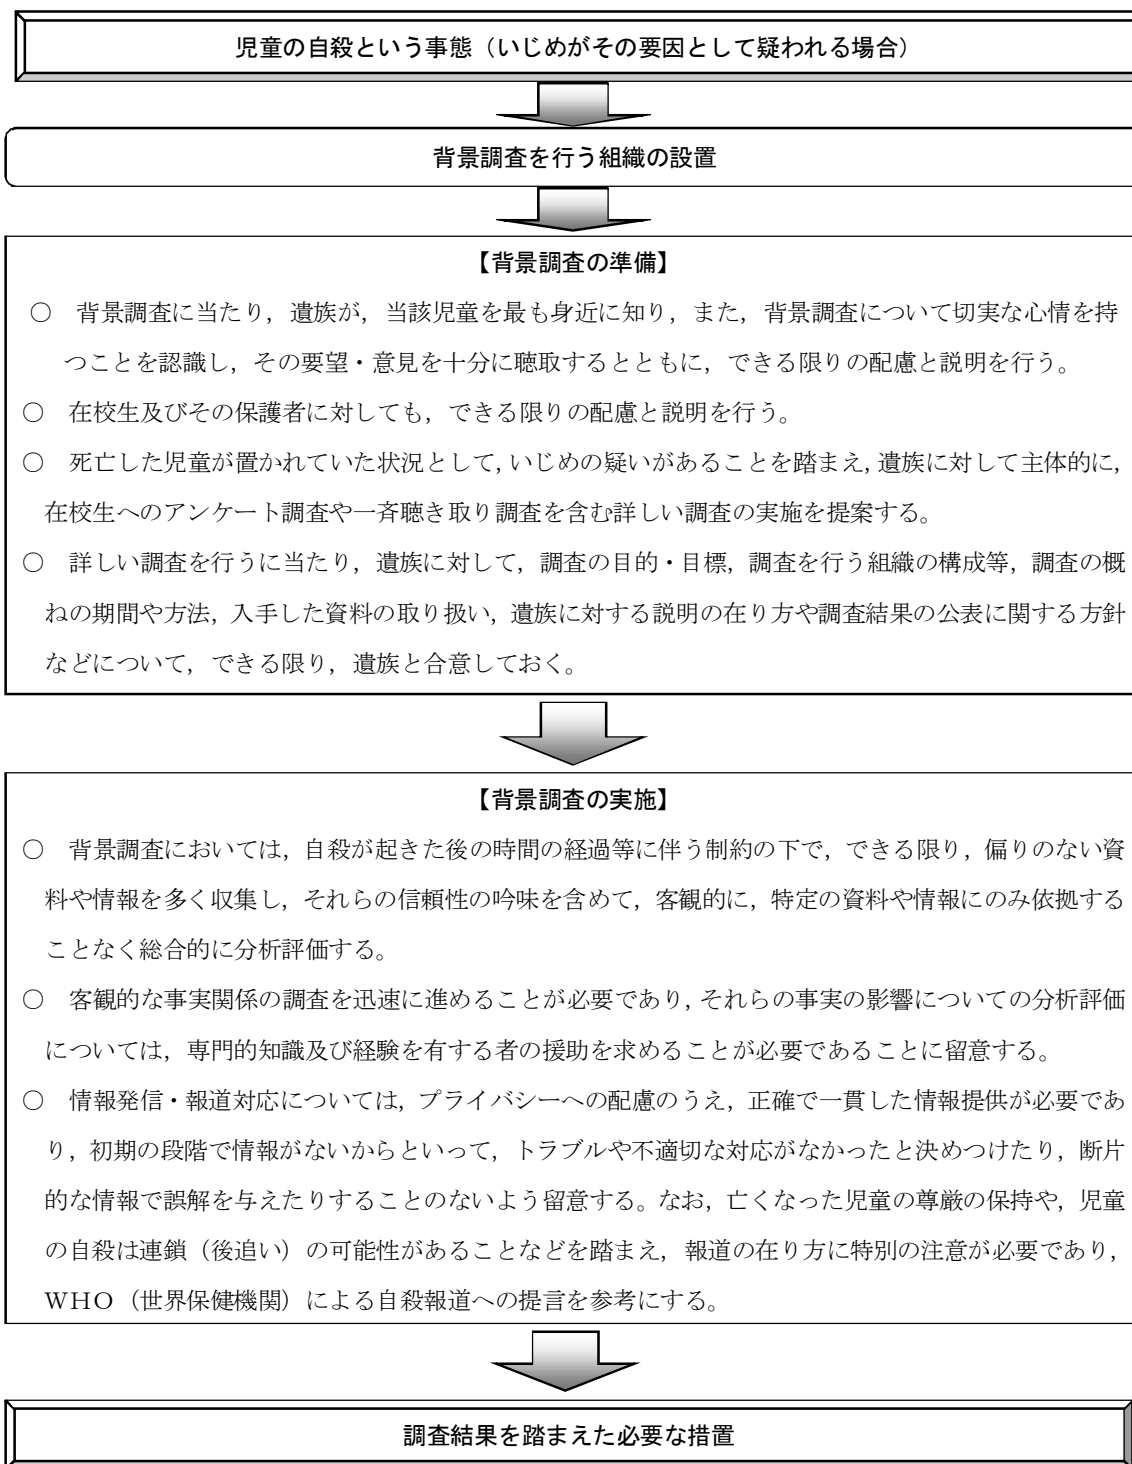 児童の自殺という事態（いじめがその要因として疑われる場合）
背景調査を行う組織の設置
【背景調査の準備】
○　背景調査に当たり，遺族が，当該児童を最も身近に知り，また，背景調査について切実な心情を持
つことを認識し，その要望・意見を十分に聴取するとともに，できる限りの配慮と説明を行う。
○　在校生及びその保護者に対しても，できる限りの配慮と説明を行う。
○　死亡した児童が置かれていた状況として，いじめの疑いがあることを踏まえ，遺族に対して主体的に，
在校生へのアンケート調査や一斉聴き取り調査を含む詳しい調査の実施を提案する。
○　詳しい調査を行うに当たり，遺族に対して，調査の目的・目標，調査を行う組織の構成等，調査の概
ねの期間や方法，入手した資料の取り扱い，遺族に対する説明の在り方や調査結果の公表に関する方針
などについて，できる限り，遺族と合意しておく。
【背景調査の実施】
○　背景調査においては，自殺が起きた後の時間の経過等に伴う制約の下で，できる限り，偏りのない資
料や情報を多く収集し，それらの信頼性の吟味を含めて，客観的に，特定の資料や情報にのみ依拠する
ことなく総合的に分析評価する。
○　客観的な事実関係の調査を迅速に進めることが必要であり，それらの事実の影響についての分析評価
については，専門的知識及び経験を有する者の援助を求めることが必要であることに留意する。
○　情報発信・報道対応については，プライバシーへの配慮のうえ，正確で一貫した情報提供が必要であ
り，初期の段階で情報がないからといって，トラブルや不適切な対応がなかったと決めつけたり，断片
的な情報で誤解を与えたりすることのないよう留意する。なお，亡くなった児童の尊厳の保持や，児童
の自殺は連鎖（後追い）の可能性があることなどを踏まえ，報道の在り方に特別の注意が必要であり，
WHO（世界保健機関）による自殺報道への提言を参考にする。
調査結果を踏まえた必要な措置